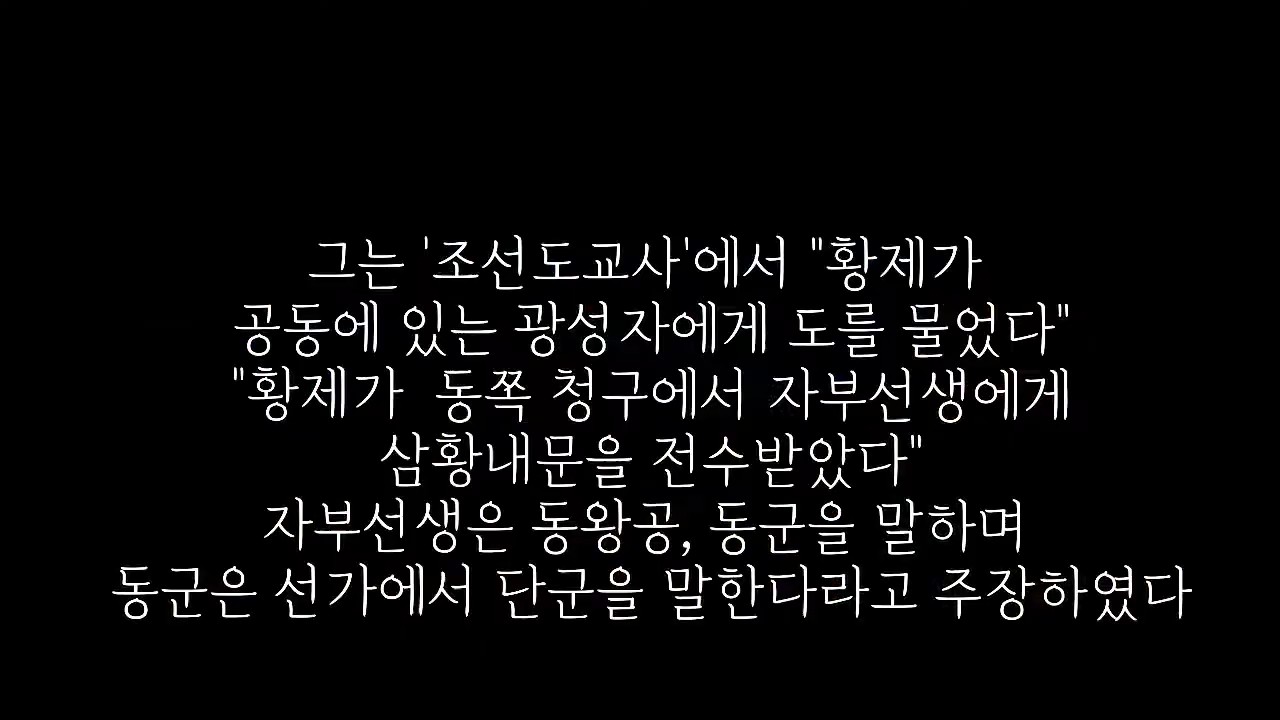 그는 '조선도교사'에서 "황제가
공동에 있는 광성자에게 도를 물었다"
"황제가 동쪽 청구에서 자부선생에게
삼황내문을 전수받았다"
자부선생은 동왕공, 동군을 말하며
동군은 선가에서 단군을 말한다라고 주장하였다